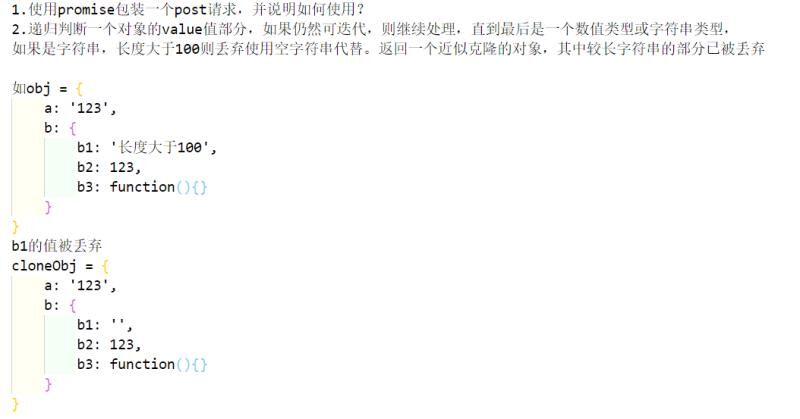 1.使用promise包装一个post请求，并说明如何使用？
2.递归判断一个对象的value值部分，如果仍然可迭代，则继续处理，直到最后是一个数值类型或字符串类型，
如果是字符串，长度大于100则丢弃使用空字符串代替。返回一个近似克隆的对象，其中较长字符串的部分已被丢弃
如obj = {
    a: '123',
    b: {
        b1: '长度大于100',
        b2: 123,
        b3: function(){}
    }
}
b1的值被丢弃
cloneObj = {
    a: '123',
    b: {
        b1: '',
        b2: 123,
        b3: function(){}
    }
}